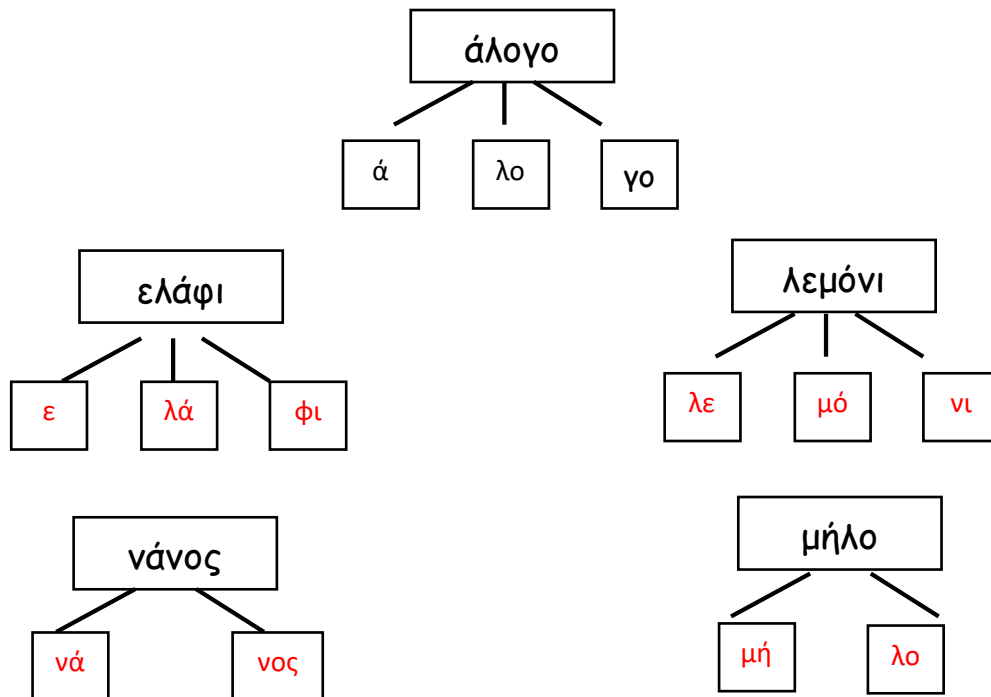 άλογο
ά λο γο
ελάφι λεμόνι
ε λά φι λε μό νι
νάνος μήλο
νά νος μή λο